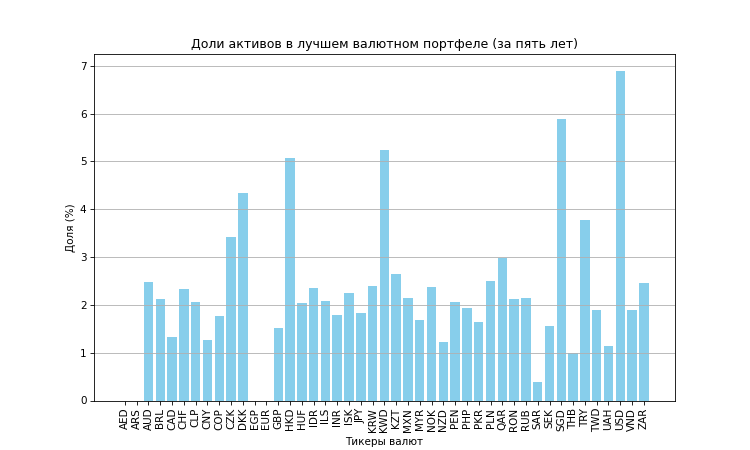 Доли активов в лучшем валютном портфеле (за пять лет)
Доля (%)
7
6
5
4
3
2
1
0
AED ARS AUD BRL CAD CHF CLP CNY COP CZK DKK EGP EUR GBP HKD HUF IDR ILS INR ISK JPY KRW KWD KZT MXN MYR NOK NZD PEN PHP PKR PLN QAR RON RUB SAR SEK SGD THB TRY TWD UAH USD VND ZAR
Тикеры валют